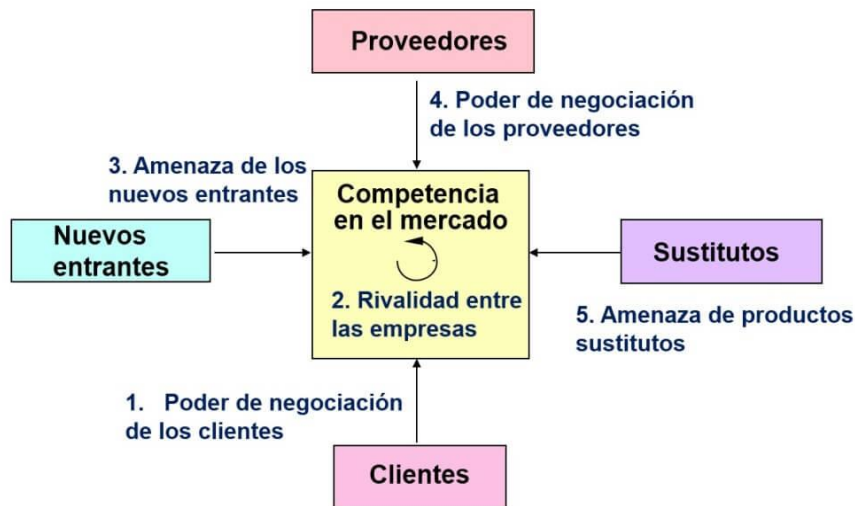 Proveedores
4. Poder de negociación
de los proveedores
3. Amenaza de los
nuevos entrantes
Competencia
en el mercado
Nuevos
entrantes
Sustitutos
2. Rivalidad entre
las empresas
5. Amenaza de productos
sustitutos
1. Poder de negociación
de los clientes
Clientes